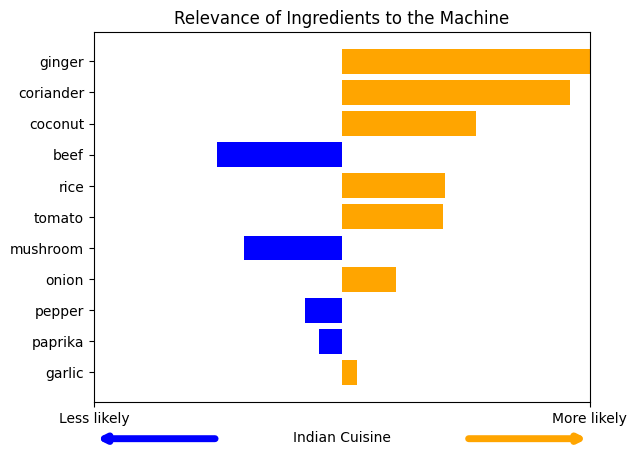 Relevance of Ingredients to the Machine
ginger
coriander
coconut
beef
rice
tomato
mushroom
onion
pepper
paprika
garlic
Less likely
More likely
Indian Cuisine